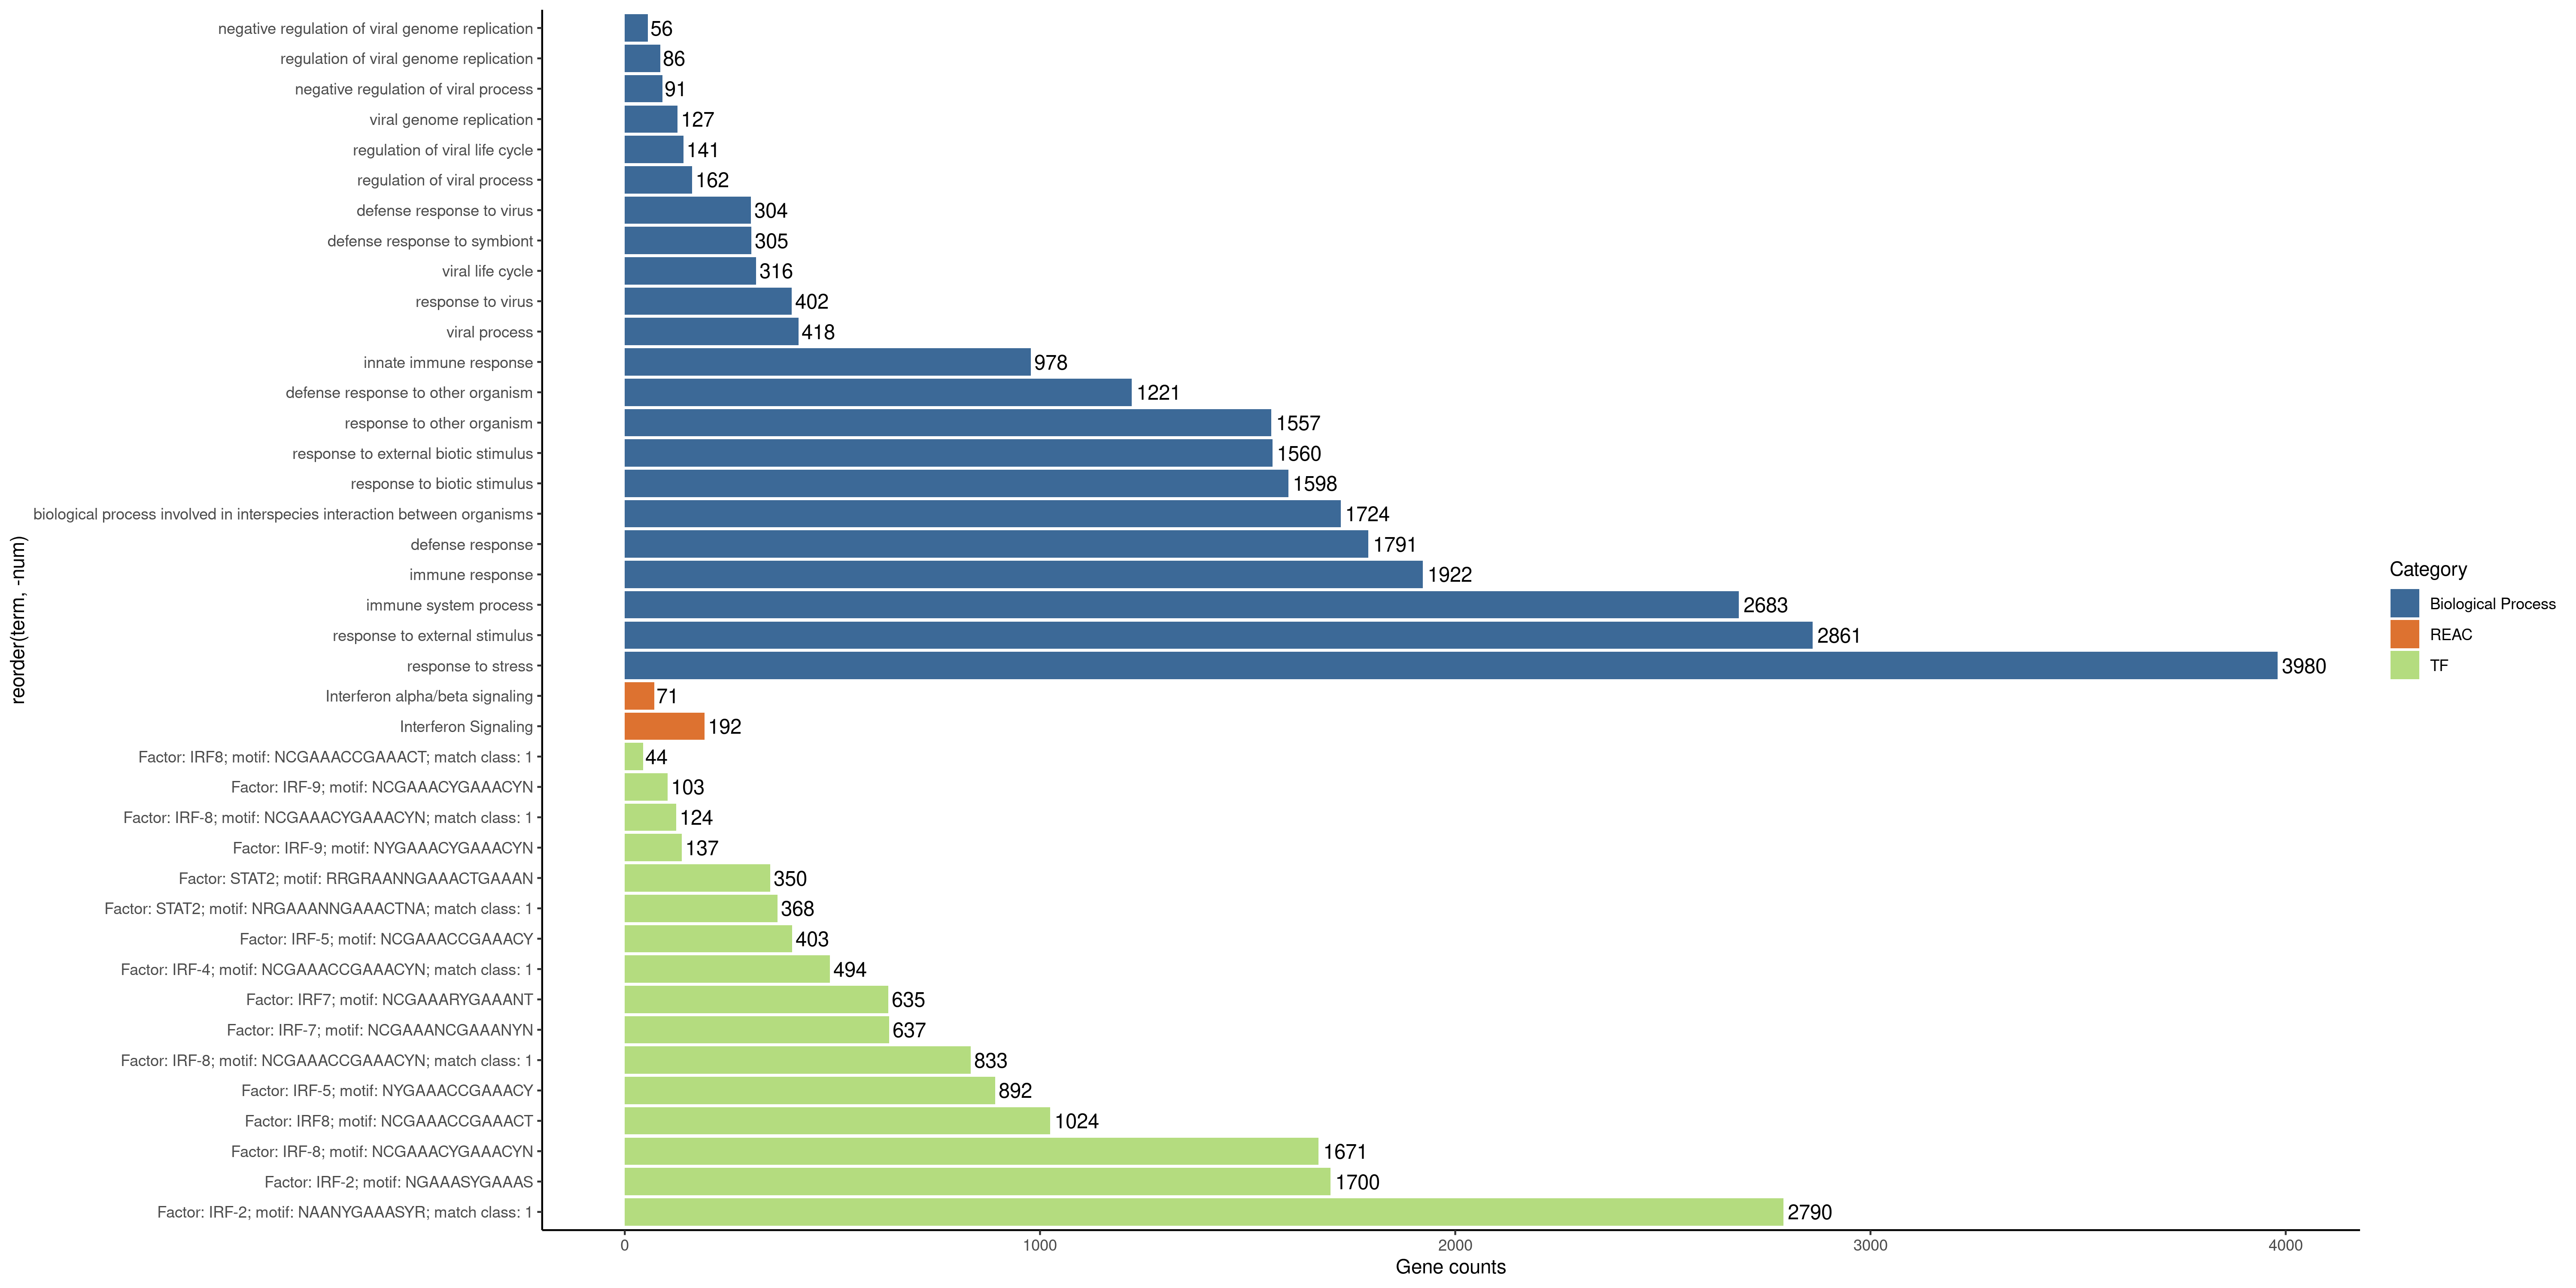 negative regulation of viral genome replication 56
regulation of viral genome replication 86
negative regulation of viral process 91
viral genome replication 127
regulation of viral life cycle 141
regulation of viral process 162
defense response to virus 304
defense response to symbiont 305
viral life cycle 316
response to virus 402
viral process 418
innate immune response 978
defense response to other organism 1221
response to other organism 1557
response to external biotic stimulus 1560
response to biotic stimulus 1598
biological process involved in interspecies interaction between organisms 1724
defense response 1791
immune response 1922
immune system process 2683
response to external stimulus 2861
response to stress 3980
Interferon alpha/beta signaling 71
Interferon Signaling 192
Factor: IRF8; motif: NCGAAACCGAAACT; match class: 1 44
Factor: IRF-9; motif: NCGAAACYGAAACYN 103
Factor: IRF-8; motif: NCGAAACYGAAACYN; match class: 1 124
Factor: IRF-9; motif: NYGAAACYGAAACYN 137
Factor: STAT2; motif: RRGRAANNGAAACTGAAAN 350
Factor: STAT2; motif: NRGAAANNGAAACTNA; match class: 1 368
Factor: IRF-5; motif: NCGAAACCGAAACY 403
Factor: IRF-4; motif: NCGAAACCGAAACYN; match class: 1 494
Factor: IRF7; motif: NCGAAARYGAAANT 635
Factor: IRF-7; motif: NCGAAANCGAAANYN 637
Factor: IRF-8; motif: NCGAAACCGAAACYN; match class: 1 833
Factor: IRF-5; motif: NYGAAACCGAAACY 892
Factor: IRF8; motif: NCGAAACCGAAACT 1024
Factor: IRF-8; motif: NCGAAACYGAAACYN 1671
Factor: IRF-2; motif: NGAAASYGAAAS 1700
Factor: IRF-2; motif: NAANYGAAASYR; match class: 1 2790
0 1000 2000 3000 4000
Gene counts
reorder(term, -num)
Category
Biological Process
REAC
TF